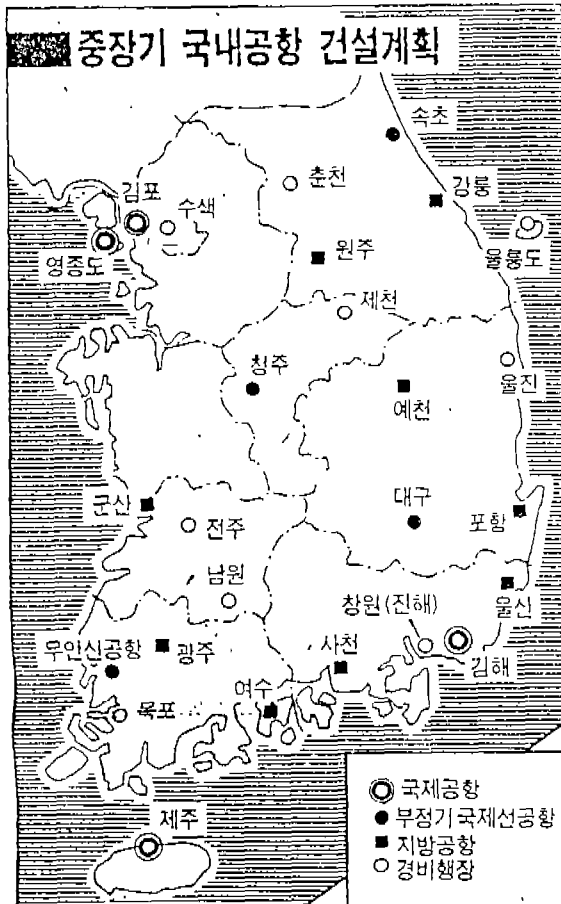 중장기 국내공항 건설계획
속초
춘천
강릉
김포
수색
영종도
원주
울릉도
제천
청주
울진
예천
군산
전주
대구
포항
남원
창원(진해)
울산
무안신공항
광주
사천
김해
여수
목포
제주
국제공항
부정기국제선공항
지방공항
경비행장